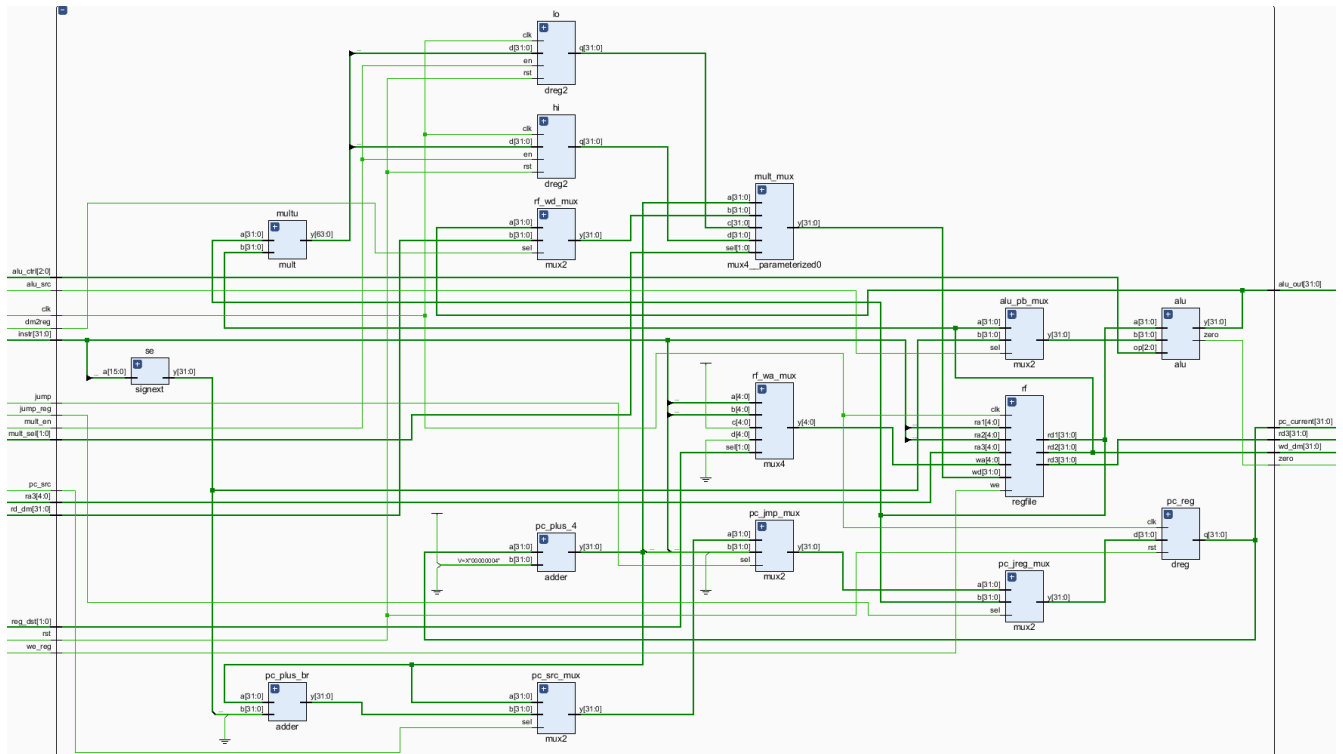 lo
clk
d[31:0]
en
rst
q[31:0]
dreg2
hi
clk
d[31:0]
en
rst
q[31:0]
dreg2
mult_mux
a[31:0]
b[31:0]
c[31:0]
d[31:0]
sel[1:0]
y[31:0]
mux4__parameterized0
multu
a[31:0]
b[31:0]
y[63:0]
mult
rf_wd_mux
a[31:0]
b[31:0]
sel
y[31:0]
mux2
alu_ctrl[2:0]
alu_src
clk
dm2reg
instr[31:0]
alu_out[31:0]
alu_pb_mux
a[31:0]
b[31:0]
sel
y[31:0]
mux2
alu
a[31:0]
b[31:0]
op[2:0]
y[31:0]
zero
alu
se
a[15:0]
y[31:0]
signext
jump
jump_reg
mult_en
mult_sel[1:0]
rf_wa_mux
a[4:0]
b[4:0]
c[4:0]
d[4:0]
sel[1:0]
y[4:0]
mux4
rf
clk
ra1[4:0]
ra2[4:0]
ra3[4:0]
wa[4:0]
wd[31:0]
we
rd1[31:0]
rd2[31:0]
rd3[31:0]
regfile
pc_current[31:0]
rd3[31:0]
wd_dm[31:0]
zero
pc_src
ra3[4:0]
rd_dm[31:0]
pc_plus_4
a[31:0]
V=X"00000004"
b[31:0]
y[31:0]
adder
pc_jmp_mux
a[31:0]
b[31:0]
sel
y[31:0]
mux2
pc_reg
clk
d[31:0]
rst
q[31:0]
dreg
pc_jreg_mux
a[31:0]
b[31:0]
sel
y[31:0]
mux2
reg_dst[1:0]
rst
we_reg
pc_plus_br
a[31:0]
b[31:0]
y[31:0]
adder
pc_src_mux
a[31:0]
b[31:0]
sel
y[31:0]
mux2